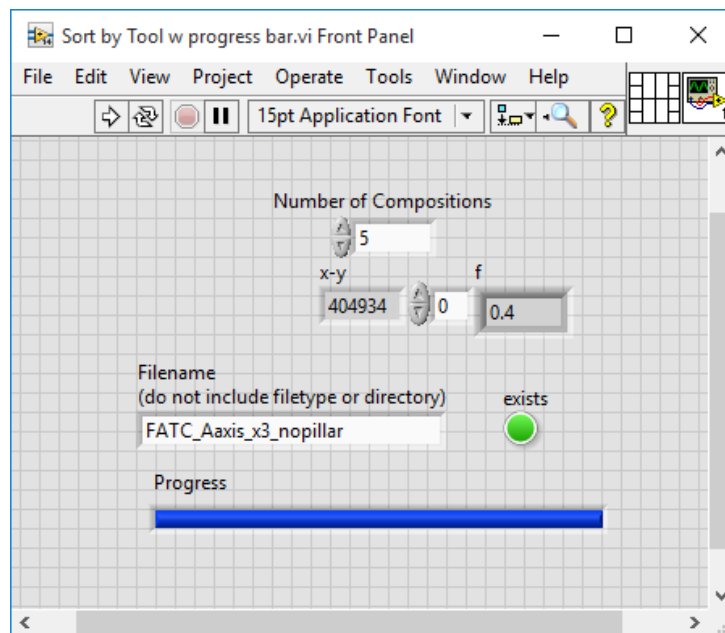 Sort by Tool w progress bar.vi Front Panel
File Edit View Project Operate Tools Window Help
15pt Application Font
Number of Compositions
5
x-y f
404934 0 0.4
Filename
(do not include filetype or directory) exists
FATC_Aaxis_x3_nopillar
Progress